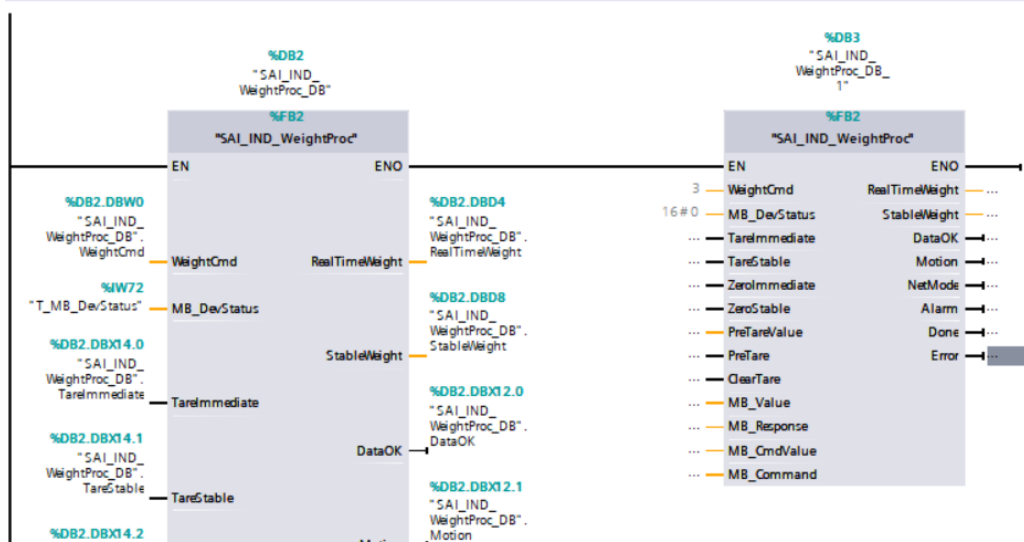 %DB2
"SAI_IND_
WeightProc_DB"
%FB2
"SAI_IND_WeightProc"
EN
ENO
%DB2.DBW0
"SAI_IND_
WeightProc_DB".
WeightCmd
WeightCmd
%IW72
"T_MB_DevStatus"
MB_DevStatus
%DB2.DBX14.0
"SAI_IND_
WeightProc_DB".
TareImmediate
TareImmediate
%DB2.DBX14.1
"SAI_IND_
WeightProc_DB".
TareStable
TareStable
%DB2.DBX14.2
RealTimeWeight
%DB2.DBD4
"SAI_IND_
WeightProc_DB".
RealTimeWeight
StableWeight
%DB2.DBD8
"SAI_IND_
WeightProc_DB".
StableWeight
DataOK
%DB2.DBX12.0
"SAI_IND_
WeightProc_DB".
DataOK
Motion
%DB2.DBX12.1
"SAI_IND_
WeightProc_DB".
Motion
%DB3
"SAI_IND_
WeightProc_DB_
1"
%FB2
"SAI_IND_WeightProc"
EN
ENO
3 WeightCmd
RealTimeWeight ...
16#0 MB_DevStatus
StableWeight ...
... TareImmediate
DataOK ...
... TareStable
Motion ...
... ZeroImmediate
NetMode ...
... ZeroStable
Alarm ...
... PreTareValue
Done ...
... PreTare
Error ...
... ClearTare
... MB_Value
... MB_Response
... MB_CmdValue
... MB_Command